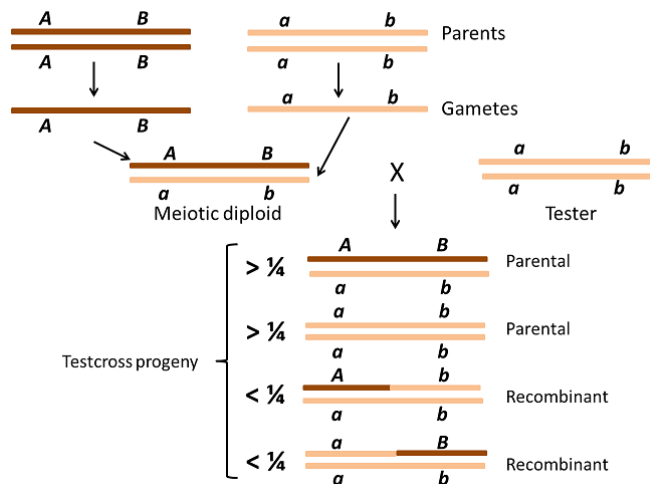 A B a b
Parents
A B a b
a b
Gametes
A B
A B a b
a b a b
Meiotic diploid X Tester
A B
> ¼ Parental
a b
a b
> ¼ Parental
a b
Testcross progeny
A b
< ¼ Recombinant
a b
a B
< ¼ Recombinant
a b